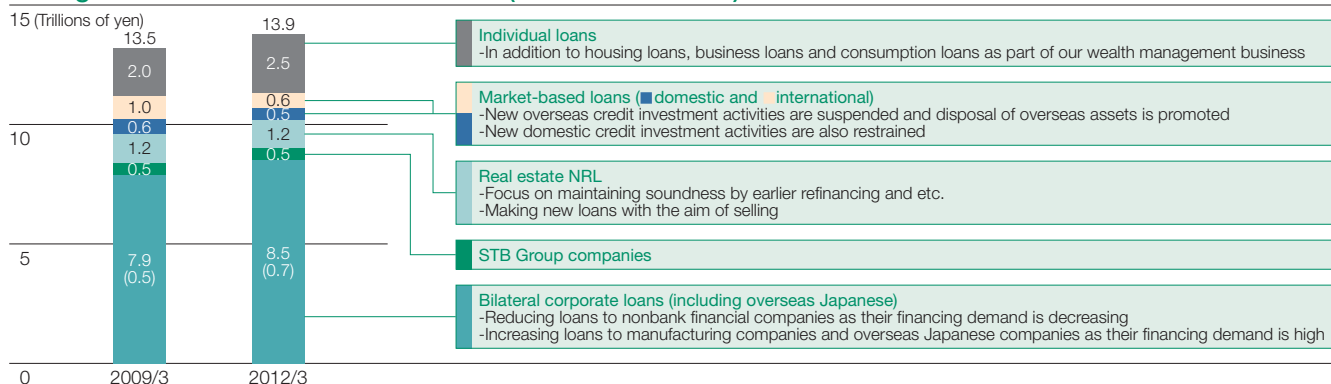 15 (Trillions of yen)
13.5
13.9
2.0
2.5
1.0
0.6
0.6
0.5
1.2
1.2
0.5
0.5
7.9
(0.5)
8.5
(0.7)
10
5
0
2009/3
2012/3
Individual loans
-In addition to housing loans, business loans and consumption loans as part of our wealth management business
Market-based loans (■domestic and ■international)
-New overseas credit investment activities are suspended and disposal of overseas assets is promoted
-New domestic credit investment activities are also restrained
Real estate NRL
-Focus on maintaining soundness by earlier refinancing and etc.
-Making new loans with the aim of selling
STB Group companies
Bilateral corporate loans (including overseas Japanese)
-Reducing loans to nonbank financial companies as their financing demand is decreasing
-Increasing loans to manufacturing companies and overseas Japanese companies as their financing demand is high